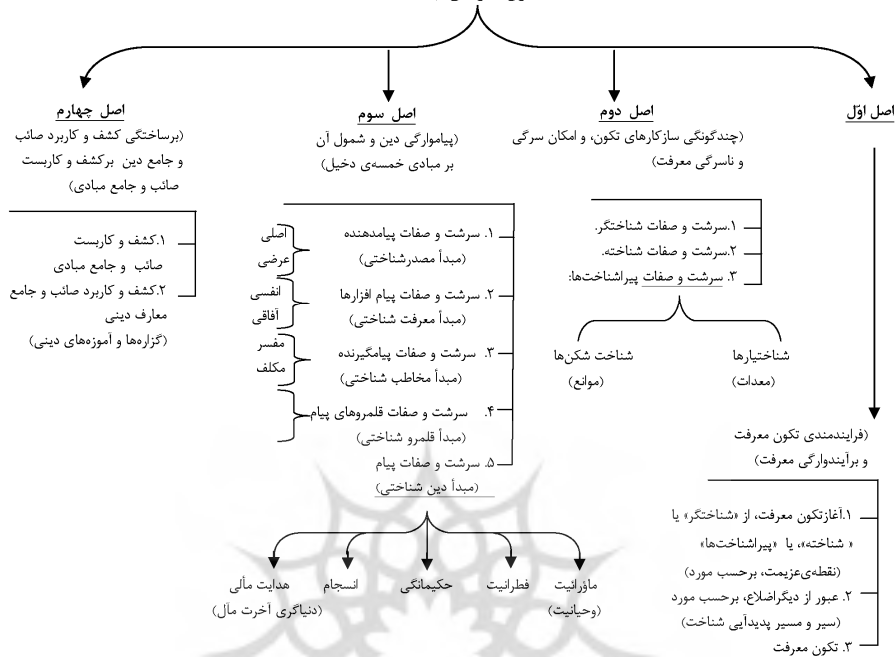 اصل اوّل
(فرایندمندی تکون معرفت
و برآیندوارگی معرفت)
۱.آغازتکون معرفت، از «شناختگر» یا
« شناخته»، یا «پیراشناخت‌ها»
(نقطه‌ی‌عزیمت، برحسب مورد)
۲. عبور از دیگراضلاع، برحسب مورد
(سیر و مسیر پدیدآیی شناخت)
۳. تکون معرفت
اصل دوم
(چندگونگی سازکارهای تکون، و امکان سرگی
و ناسرگی معرفت)
۱.سرشت و صفات شناختگر.
۲.سرشت و صفات شناخته.
۳. سرشت و صفات پیراشناخت‌ها:
شناختیارها
(معدات)
شناخت شکن‌ها
(موانع)
اصل سوم
(پیاموارگی دین و شمول آن
بر مبادی خمسه‌ی دخیل)
۱. سرشت و صفات پیامدهنده
(مبدأ مصدرشناختی)
اصلی
عرضی
۲. سرشت و صفات پیام افزارها
(مبدأ معرفت شناختی)
انفسی
آفاقی
۳. سرشت و صفات پیامگیرنده
(مبدأ مخاطب شناختی)
مفسر
مکلف
۴. سرشت و صفات قلمروهای پیام
(مبدأ قلمرو شناختی)
۵. سرشت و صفات پیام
(مبدأ دین شناختی)
ماوَرائیت
(وحیانیت)
فطرانیت
حکیمانگی
انسجام
هدایت مآلی
(دنیاگری آخرت مآل)
اصل چهارم
(برساختگی کشف و کاربرد صائب
و جامع دین برکشف و کاربست
صائب و جامع مبادی)
۱.کشف و کاربست
صائب و جامع مبادی
۲.کشف و کاربرد صائب و جامع
معارف دینی
(گزاره‌ها و آموزه‌های دینی)